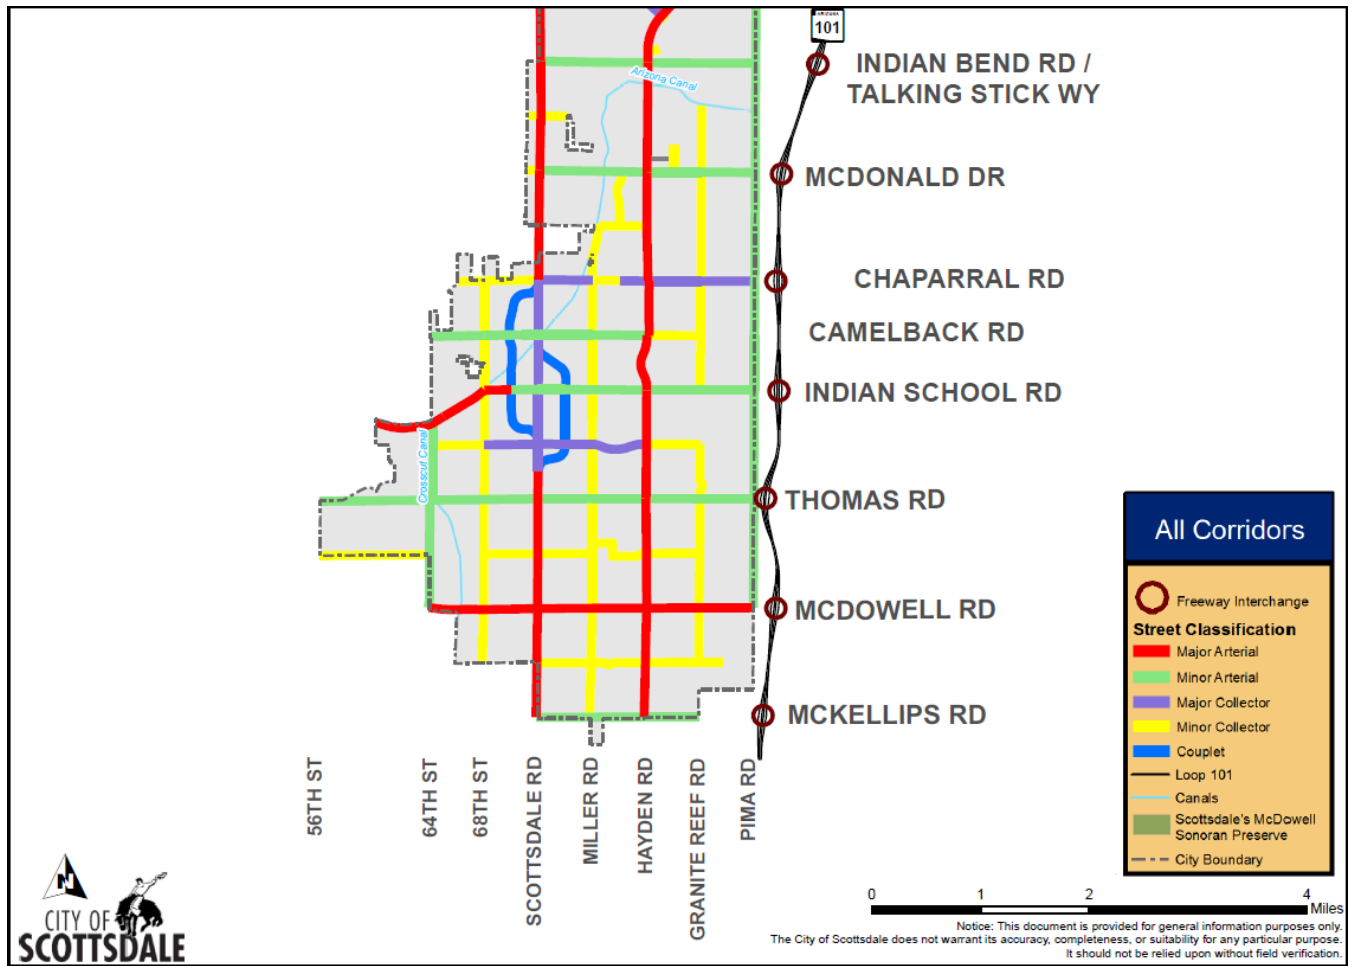 ARIZONA
101
INDIAN BEND RD /
TALKING STICK WY
Arizona Canal
MCDONALD DR
CHAPARRAL RD
CAMELBACK RD
INDIAN SCHOOL RD
Crosscut Canal
THOMAS RD
MCDOWELL RD
MCKELLIPS RD
56TH ST
64TH ST
68TH ST
SCOTTSDALE RD
MILLER RD
HAYDEN RD
GRANITE REEF RD
PIMA RD
All Corridors
Freeway Interchange
Street Classification
Major Arterial
Minor Arterial
Major Collector
Minor Collector
Couplet
Loop 101
Canals
Scottsdale's McDowell
Sonoran Preserve
City Boundary
N
CITY OF
SCOTTSDALE
0 1 2 4
Miles
Notice: This document is provided for general information purposes only.
The City of Scottsdale does not warrant its accuracy, completeness, or suitability for any particular purpose.
It should not be relied upon without field verification.